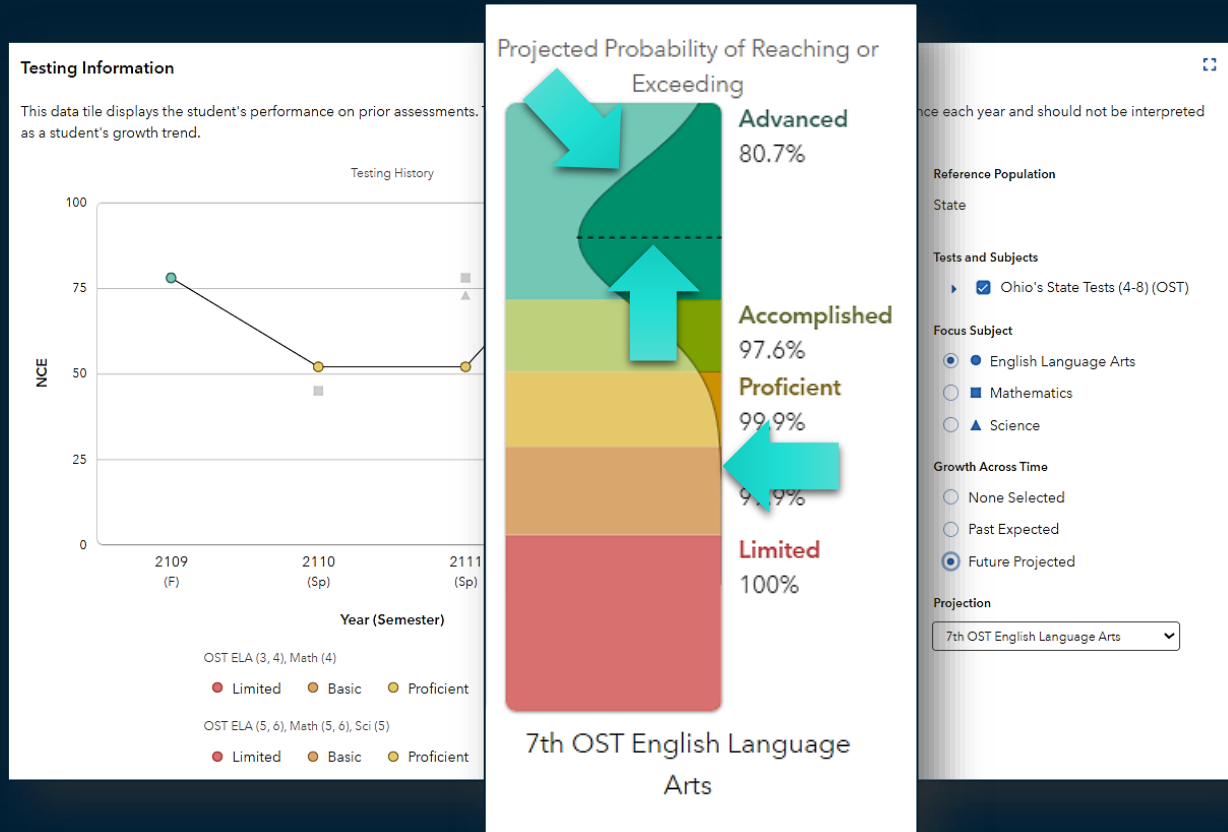 Testing Information
This data tile displays the student's performance on prior assessments.
nce each year and should not be interpreted
as a student's growth trend.
Testing History
100
75
50
25
0
NCE
2109
(F)
2110
(Sp)
2111
(Sp)
Year (Semester)
OST ELA (3, 4), Math (4)
Limited
Basic
Proficient
OST ELA (5, 6), Math (5, 6), Sci (5)
Limited
Basic
Proficient
Projected Probability of Reaching or
Exceeding
Advanced
80.7%
Accomplished
97.6%
Proficient
99.9%
Limited
100%
7th OST English Language
Arts
Reference Population
State
Tests and Subjects
Ohio's State Tests (4-8) (OST)
Focus Subject
English Language Arts
Mathematics
Science
Growth Across Time
None Selected
Past Expected
Future Projected
Projection
7th OST English Language Arts